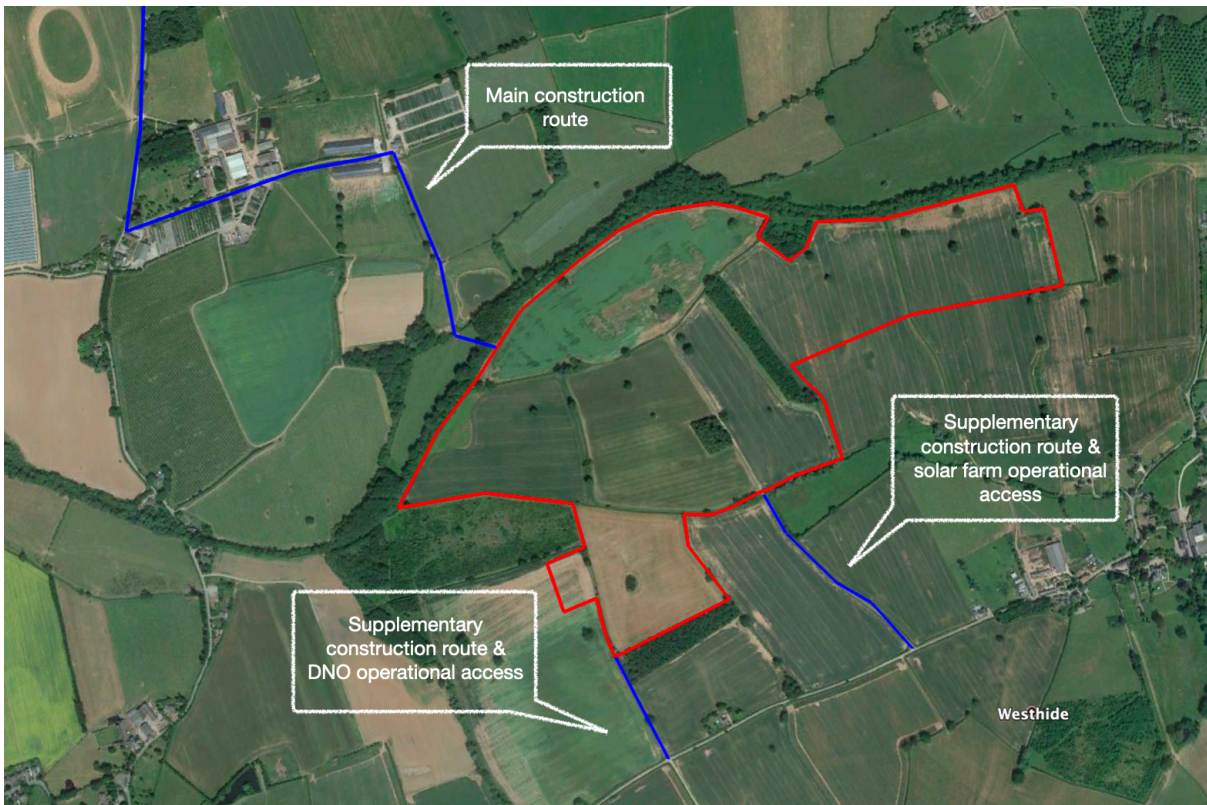 Main construction
route
Supplementary
construction route &
solar farm operational
access
Supplementary
construction route &
DNO operational access
Westhide